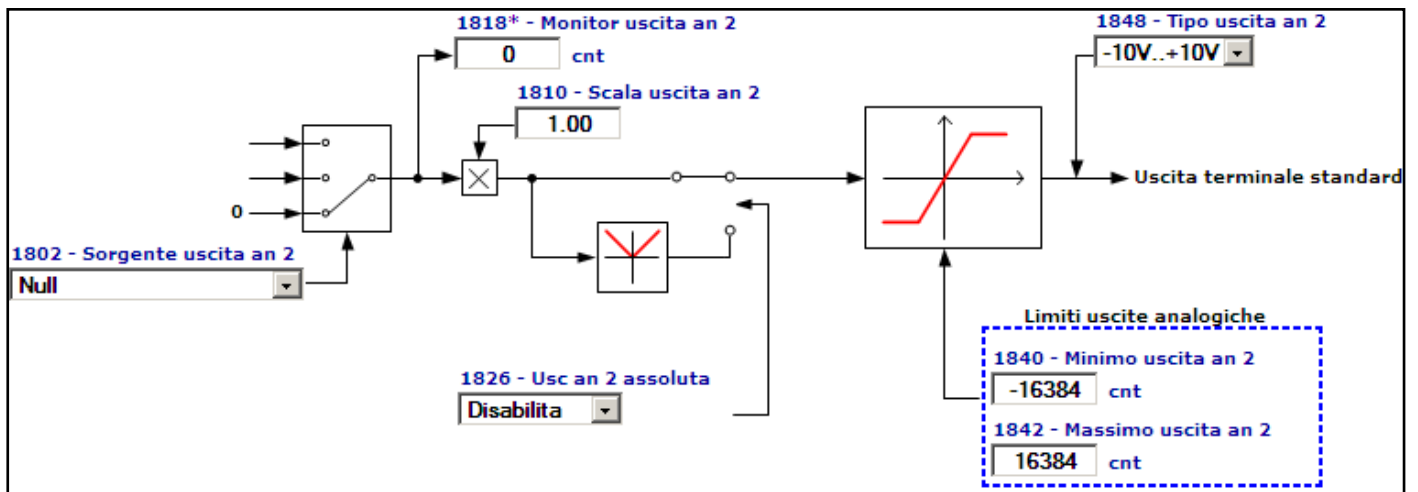 1818* - Monitor uscita an 2
0 cnt
1848 - Tipo uscita an 2
-10V..+10V
1810 - Scala uscita an 2
1.00
0
Uscita terminale standard
1802 - Sorgente uscita an 2
Null
Limiti uscite analogiche
1840 - Minimo uscita an 2
-16384 cnt
1826 - Usc an 2 assoluta
Disabilita
1842 - Massimo uscita an 2
16384 cnt